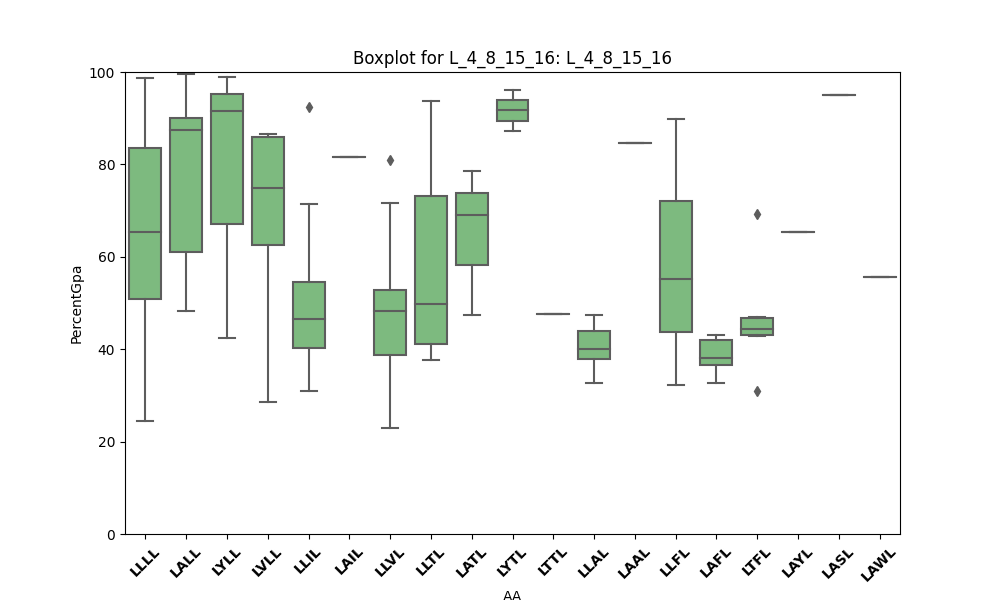 Boxplot for L_4_8_15_16: L_4_8_15_16
100
80
60
40
20
0
PercentGpa
LLLL LALL LYLL LVLL LLIL LAIL LLVL LLTL LATL LYTL LTTL LLAL LAAL LLFL LAFL LTFL LAYL LASL LAWL
AA